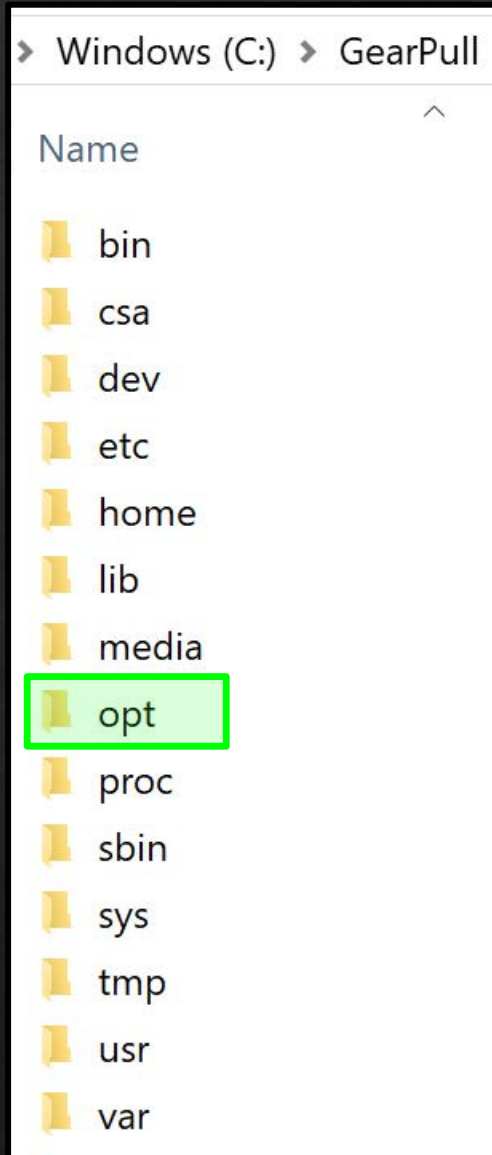 > Windows (C:) > GearPull
Name
bin
csa
dev
etc
home
lib
media
opt
proc
sbin
sys
tmp
usr
var